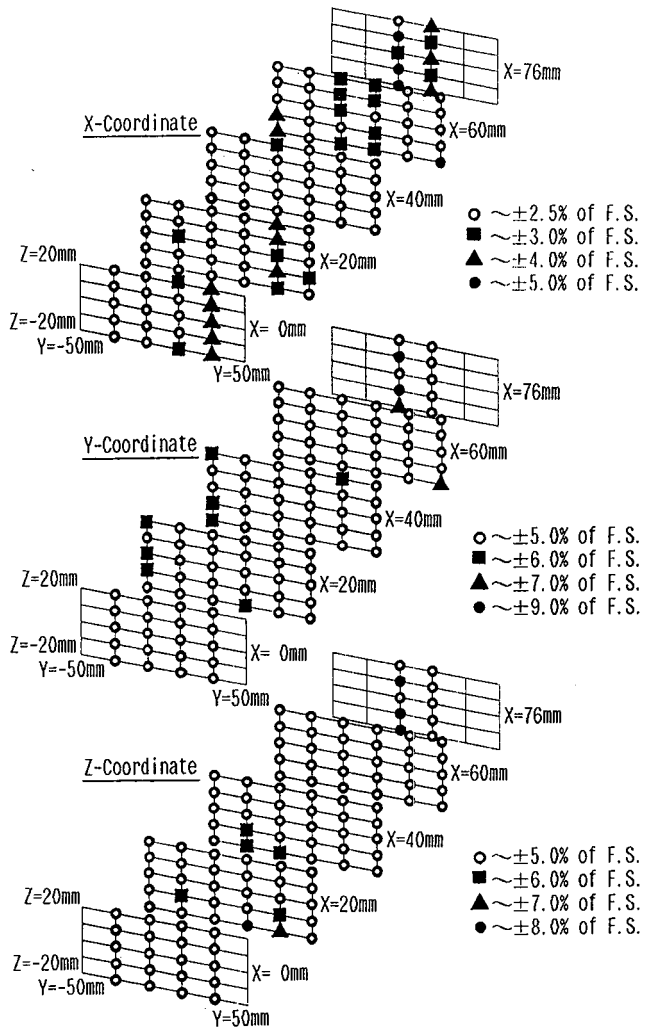 X=76mm
X-Coordinate
X=60mm
X=40mm
○~±2.5% of F.S.
■~±3.0% of F.S.
▲~±4.0% of F.S.
●~±5.0% of F.S.
Z=20mm
X=20mm
Z=-20mm
X= 0mm
Y=-50mm
Y=50mm
X=76mm
Y-Coordinate
X=60mm
X=40mm
○~±5.0% of F.S.
■~±6.0% of F.S.
▲~±7.0% of F.S.
●~±9.0% of F.S.
Z=20mm
X=20mm
Z=-20mm
X= 0mm
Y=-50mm
Y=50mm
X=76mm
Z-Coordinate
X=60mm
X=40mm
○~±5.0% of F.S.
■~±6.0% of F.S.
▲~±7.0% of F.S.
●~±8.0% of F.S.
Z=20mm
X=20mm
Z=-20mm
X= 0mm
Y=-50mm
Y=50mm